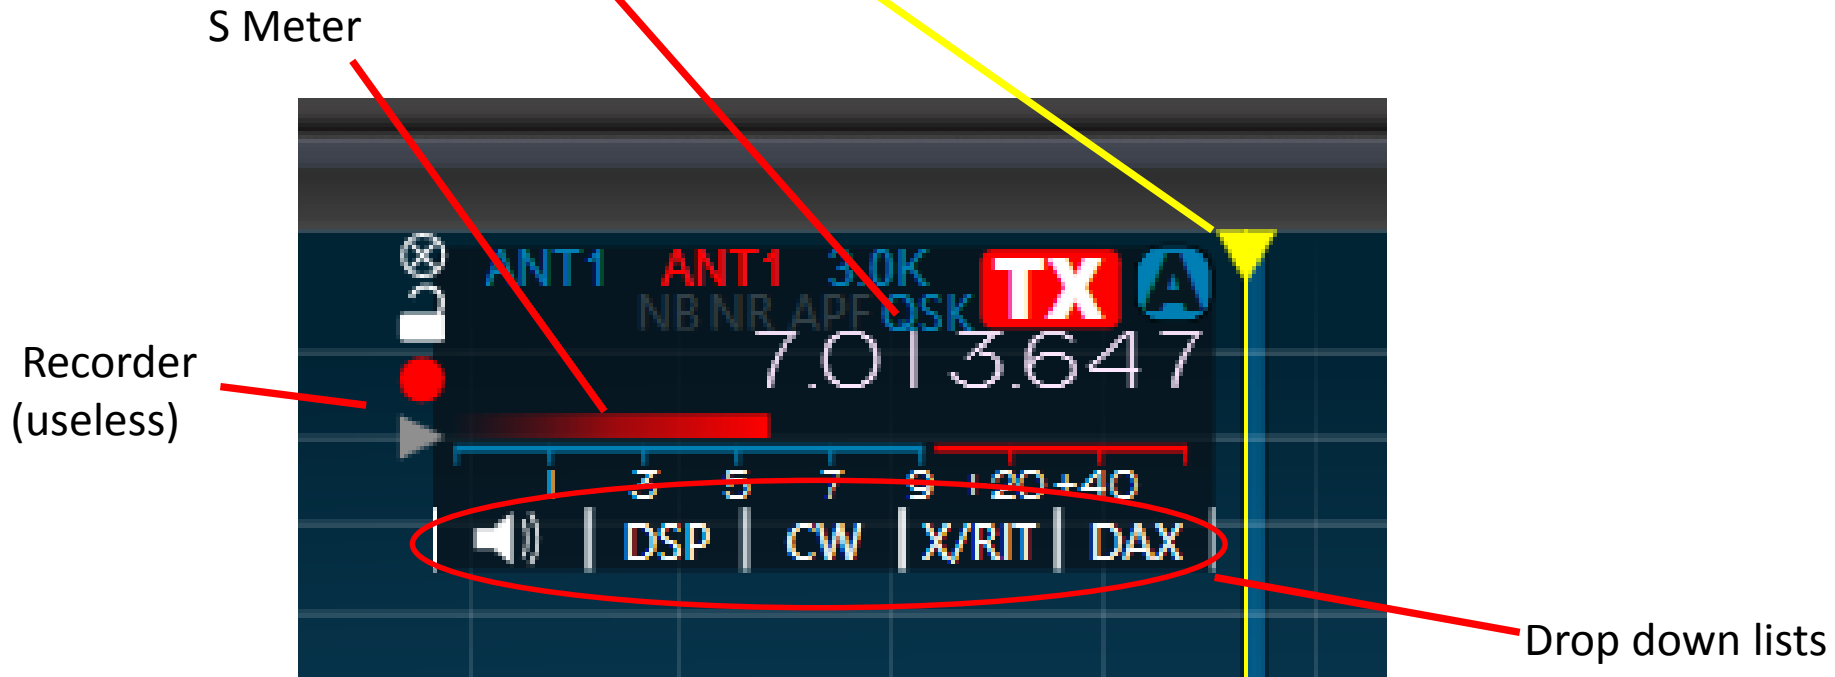 S Meter
ANT1 ANT1 3.0K TX A
NB NR APF QSK
7.013.647
Recorder
(useless)
1 3 5 7 9 +20 +40
DSP CW X/RIT DAX
Drop down lists